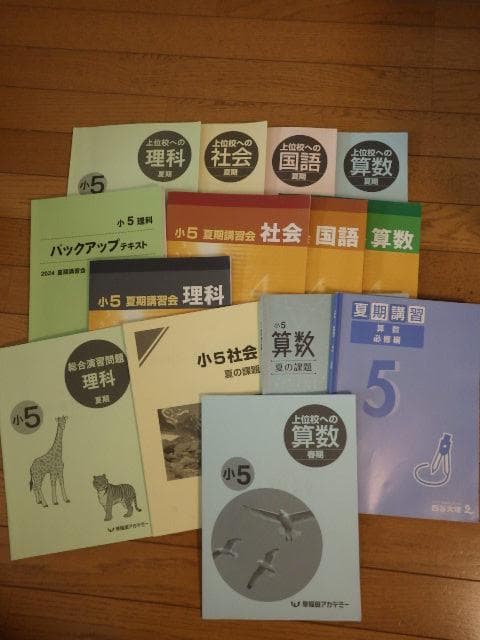 上位校への
理科
夏期
小5
上位校への
社会
夏期
上位校への
国語
夏期
上位校への
算数
夏期
小5 理科
バックアップテキスト
2024 夏期講習会
小5 夏期講習会 社会
国語
算数
小5 夏期講習会 理科
総合演習問題
理科
夏期
小5
早稲田アカデミー
小5社会
夏の課題
小5
算数
夏の課題
夏期講習
算数
必修編
5
四谷大塚
上位校への
算数
春期
小5
早稲田アカデミー